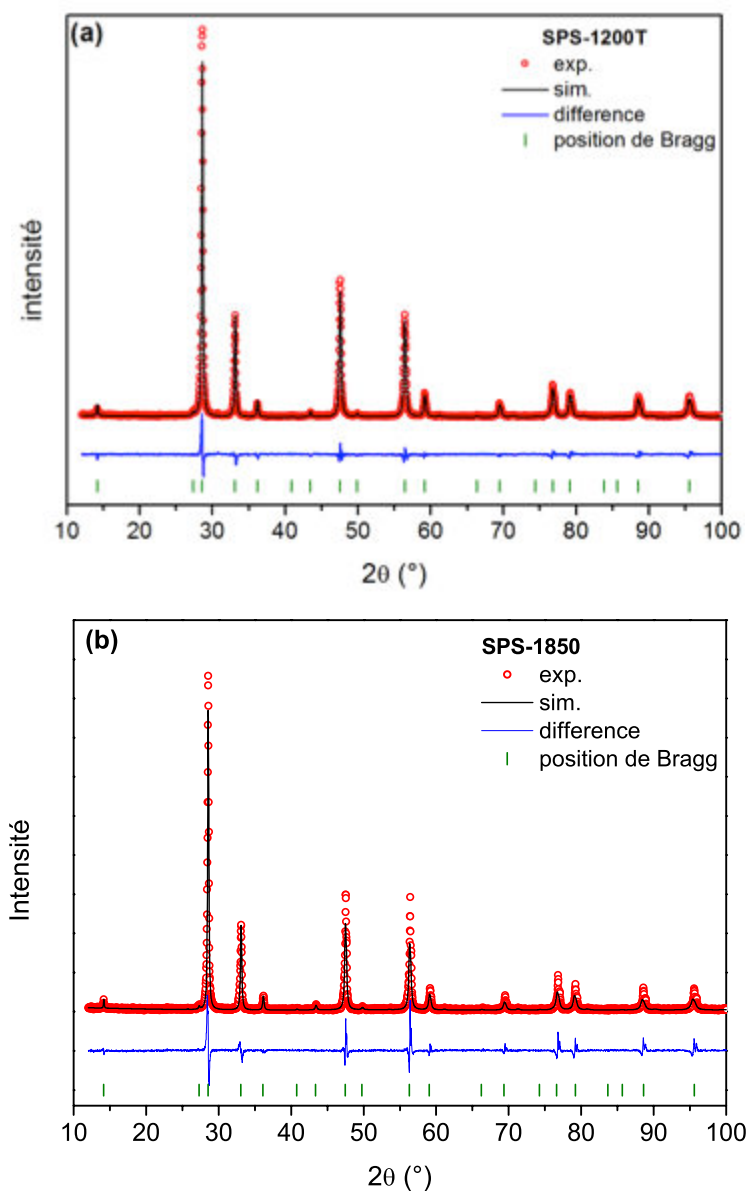 (a)
SPS-1200T
exp.
sim.
difference
position de Bragg
intensité
10 20 30 40 50 60 70 80 90 100
2θ (°)
(b)
SPS-1850
exp.
sim.
difference
position de Bragg
Intensité
10 20 30 40 50 60 70 80 90 100
2θ (°)